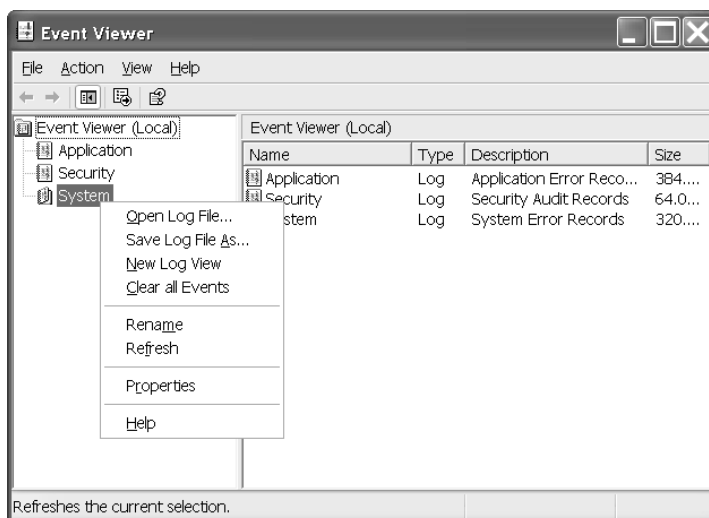 Event Viewer
File Action View Help
Event Viewer (Local)
Application
Security
System
Event Viewer (Local)
Name Type Description Size
Application Log Application Error Reco... 384....
Security Log Security Audit Records 64.0...
stem Log System Error Records 320....
Open Log File...
Save Log File As...
New Log View
Clear all Events
Rename
Refresh
Properties
Help
Refreshes the current selection.